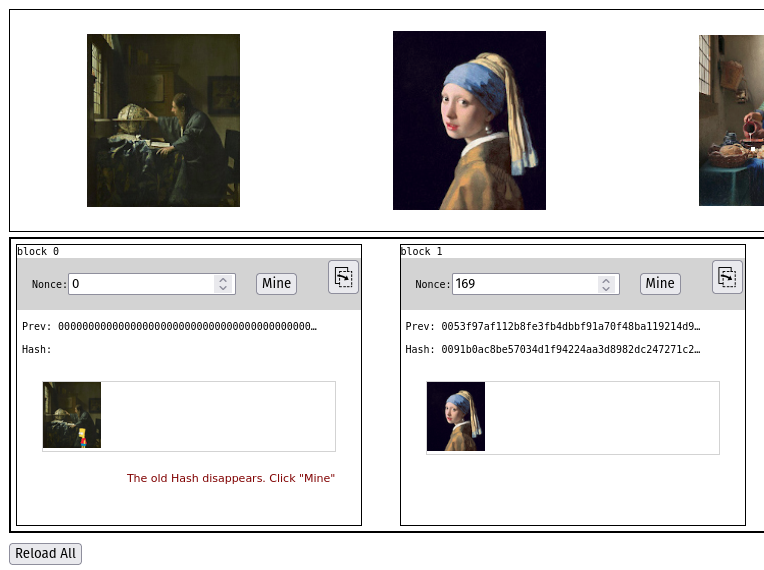 block 0
Nonce: 0 Mine
Prev: 0000000000000000000000000000000000000000000…
Hash:
The old Hash disappears. Click "Mine"
block 1
Nonce: 169 Mine
Prev: 0053f97af112b8fe3fb4dbbf91a70f48ba119214d9…
Hash: 0091b0ac8be57034d1f94224aa3d8982dc247271c2…
Reload All